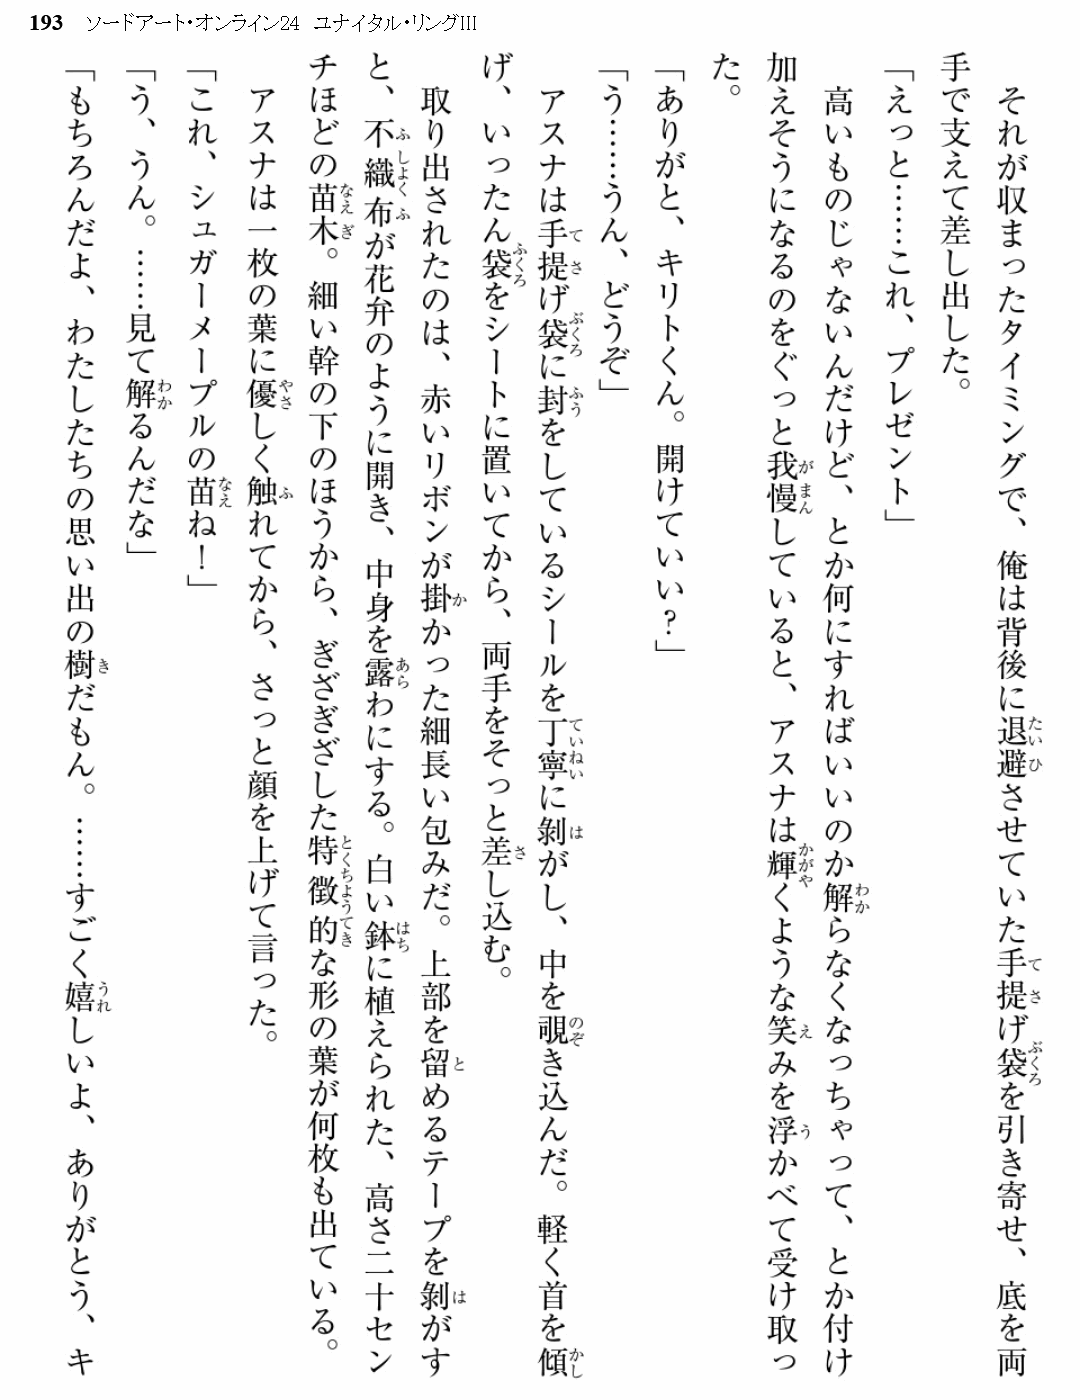 193 ソードアート・オンライン24 ユナイタル・リングIII
それが収まったタイミングで、俺は背後に退避させていた手提げ袋を引き寄せ、底を両
手で支えて差し出した。
「えっと……これ、プレゼント」
高いものじゃないんだけど、とか何にすればいいのか解らなくなっちゃって、とか付け
加えそうになるのをぐっと我慢していると、アスナは輝くような笑みを浮かべて受け取っ
た。
「ありがと、キリトくん。開けていい?」
「う……うん、どうぞ」
アスナは手提げ袋に封をしているシールを丁寧に剝がし、中を覗き込んだ。軽く首を傾
げ、いったん袋をシートに置いてから、両手をそっと差し込む。
取り出されたのは、赤いリボンが掛かった細長い包みだ。上部を留めるテープを剝がす
と、不織布が花弁のように開き、中身を露わにする。白い鉢に植えられた、高さ二十セン
チほどの苗木。細い幹の下のほうから、ぎざぎざした特徴的な形の葉が何枚も出ている。
アスナは一枚の葉に優しく触れてから、さっと顔を上げて言った。
「これ、シュガーメープルの苗ね!」
「う、うん。……見て解るんだな」
「もちろんだよ、わたしたちの思い出の樹だもん。……すごく嬉しいよ、ありがとう、キ